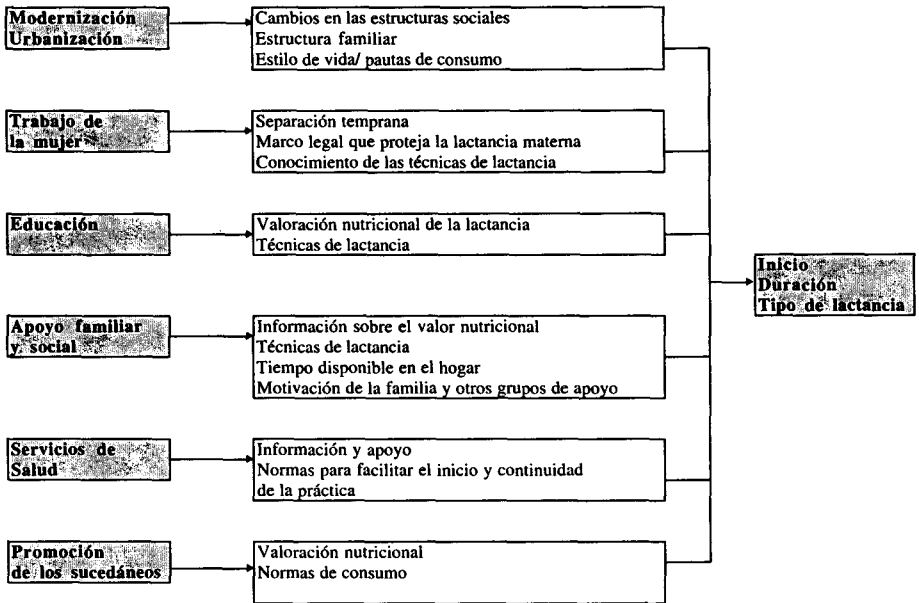 Modernización
Urbanización
Cambios en las estructuras sociales
Estructura familiar
Estilo de vida/ pautas de consumo
Trabajo de
la mujer
Separación temprana
Marco legal que proteja la lactancia materna
Conocimiento de las técnicas de lactancia
Educación
Valoración nutricional de la lactancia
Técnicas de lactancia
Inicio
Duración
Tipo de lactancia
Apoyo familiar
y social
Información sobre el valor nutricional
Técnicas de lactancia
Tiempo disponible en el hogar
Motivación de la familia y otros grupos de apoyo
Servicios de
Salud
Información y apoyo
Normas para facilitar el inicio y continuidad
de la práctica
Promoción
de los sucedáneos
Valoración nutricional
Normas de consumo